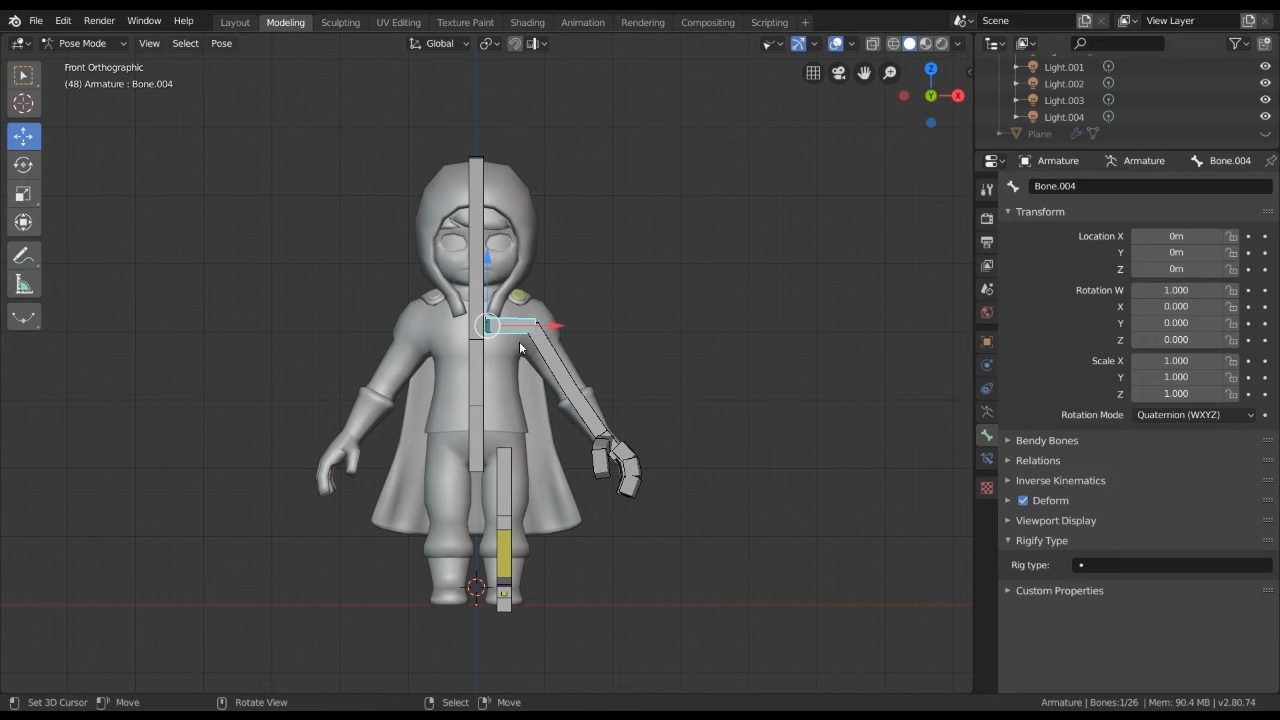 File Edit Render Window Help Layout Modeling Sculpting UV Editing Texture Paint Shading Animation Rendering Compositing Scripting + Scene View Layer
Pose Mode View Select Pose Global
Front Orthographic
(48) Armature : Bone.004
Z
X
Y
Light.001
Light.002
Light.003
Light.004
Plane
Armature Armature Bone.004
Bone.004
Transform
Location X 0m
Y 0m
Z 0m
Rotation W 1.000
X 0.000
Y 0.000
Z 0.000
Scale X 1.000
Y 1.000
Z 1.000
Rotation Mode Quaternion (WXYZ)
Bendy Bones
Relations
Inverse Kinematics
Deform
Viewport Display
Rigify Type
Rig type:
Custom Properties
Set 3D Cursor Move Rotate View Select Move Armature | Bones:1/26 | Mem: 90.4 MB | v2.80.74